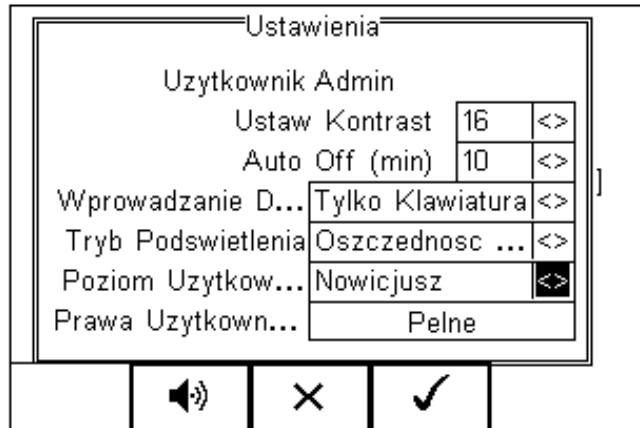 Ustawienia
Uzytkownik Admin
Ustaw Kontrast 16 <>
Auto Off (min) 10 <>
Wprowadzanie D... Tylko Klawiatura <>
Tryb Podswietlenia Oszczednosc ... <>
Poziom Uzytkow... Nowicjusz <>
Prawa Uzytkown... Pelne